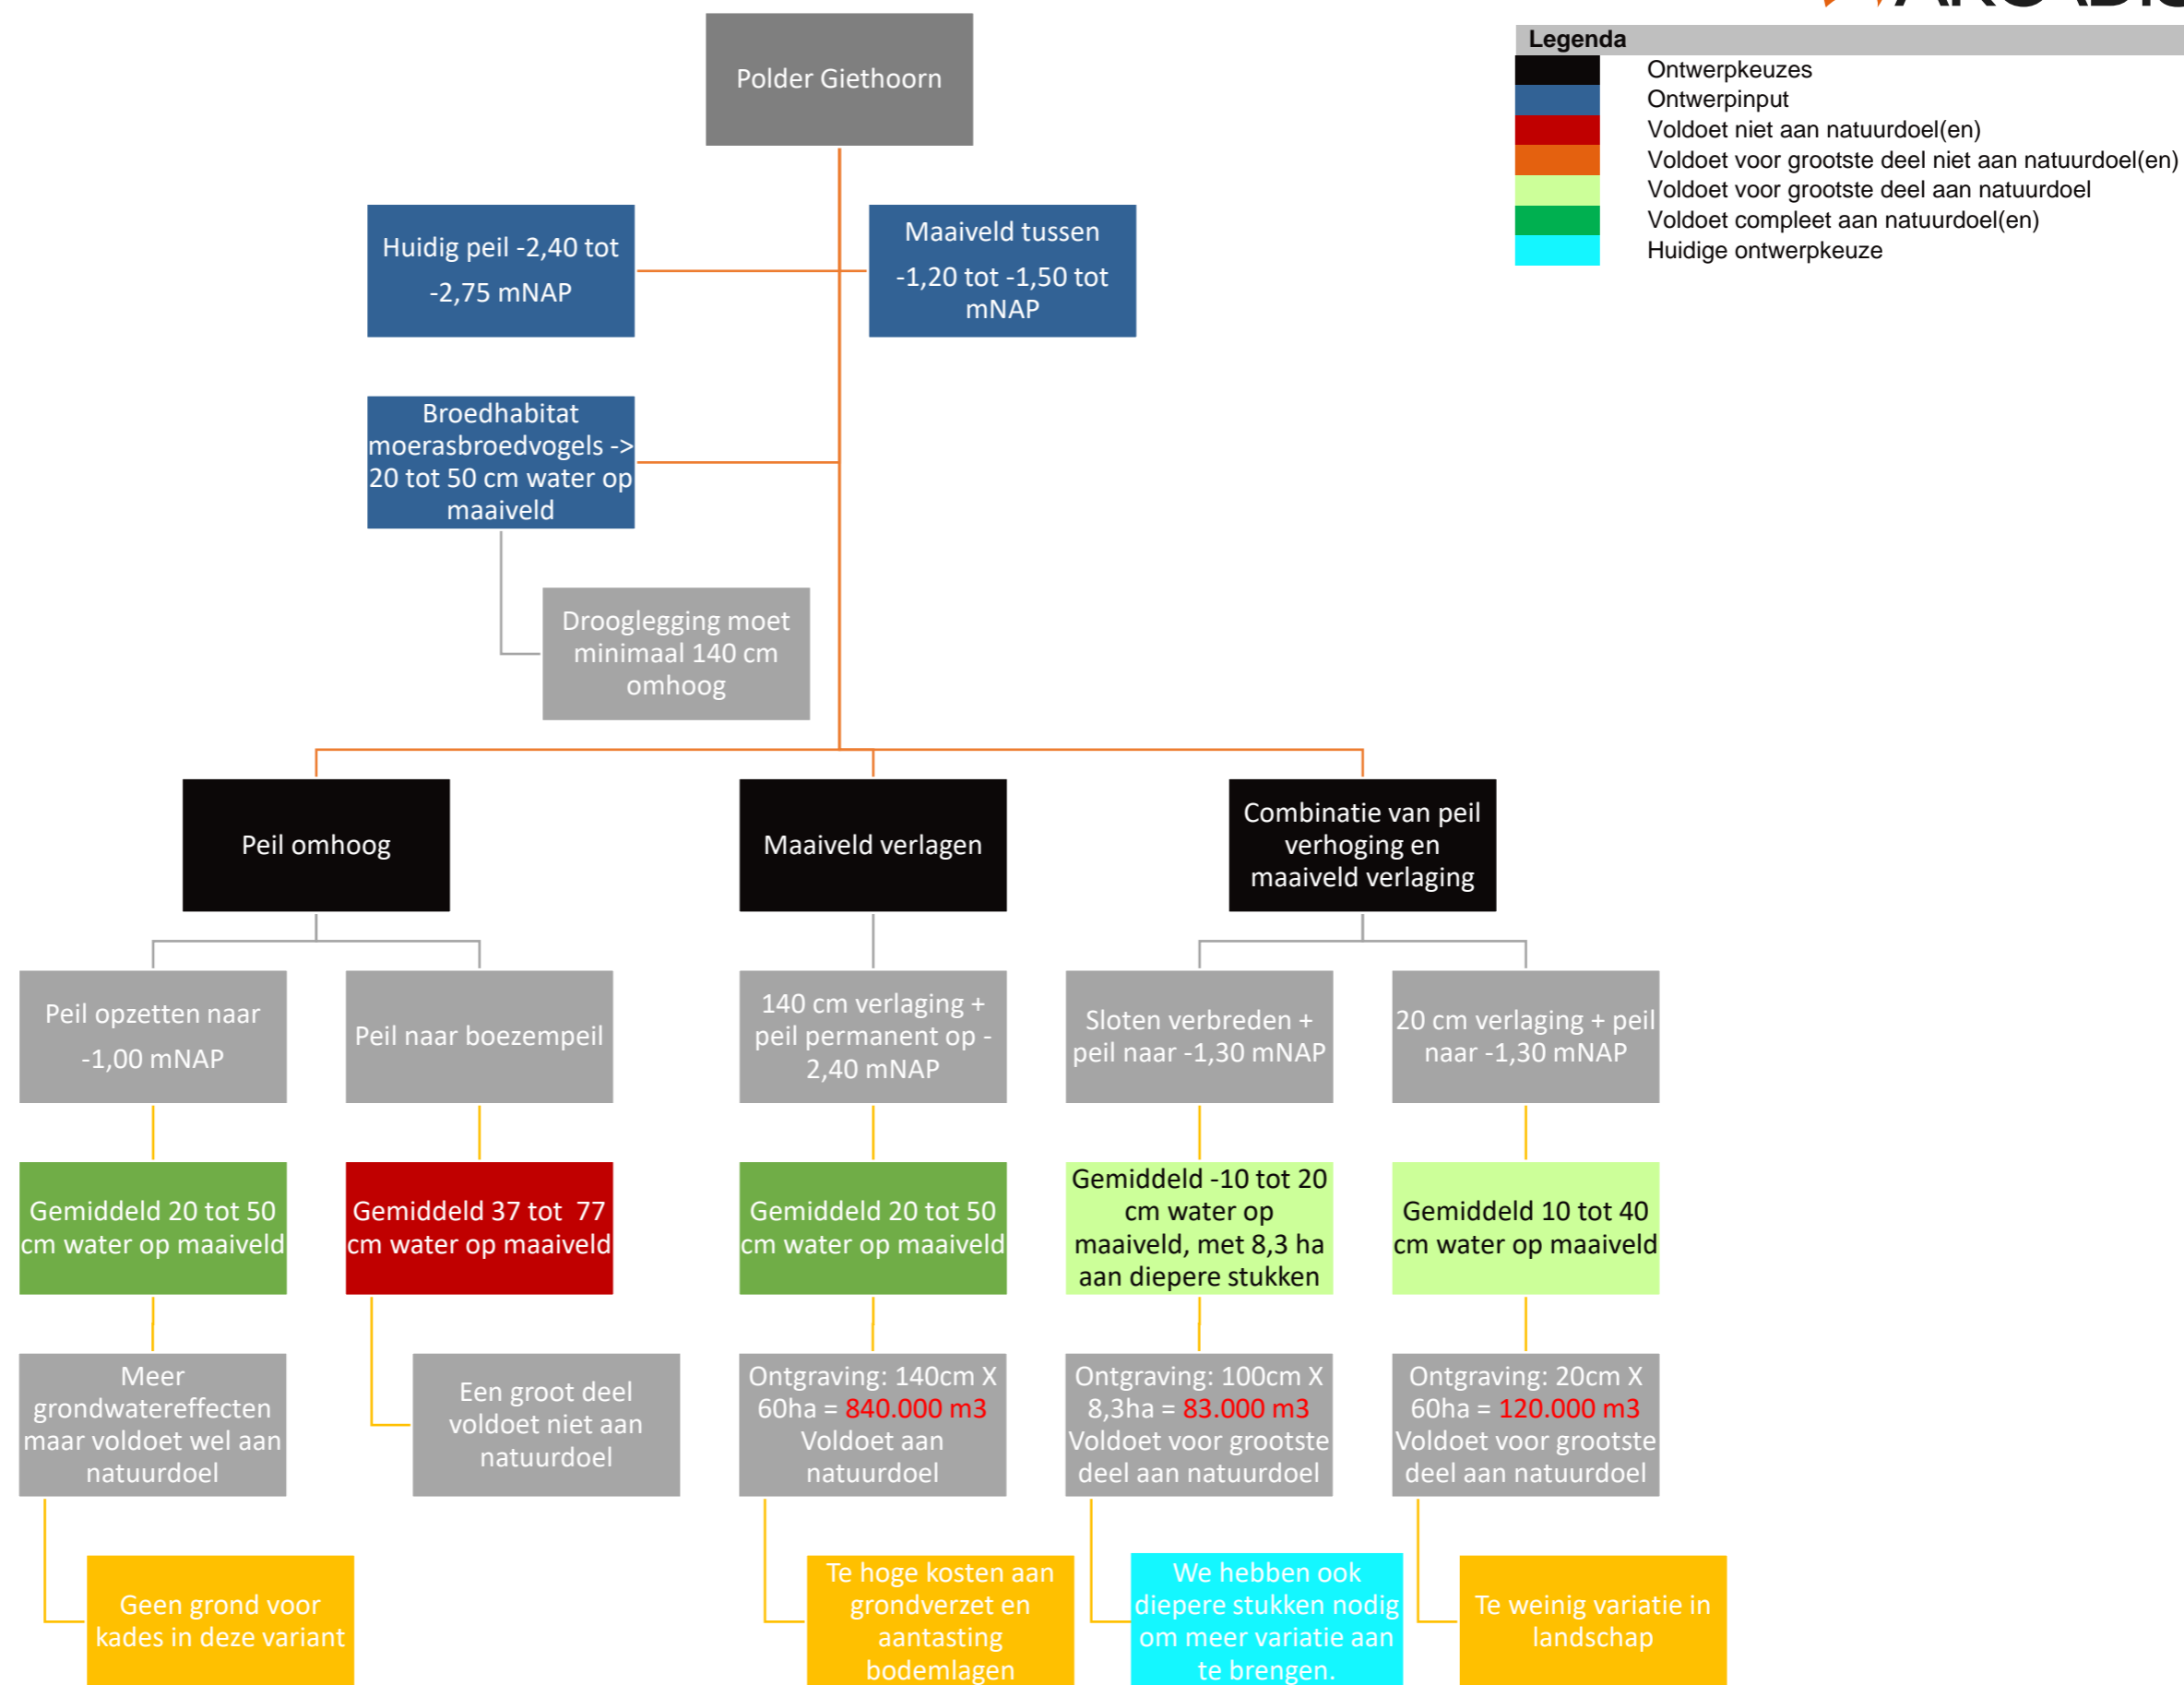 Polder Giethoorn
Legenda
Ontwerpkeuzes
Ontwerpinput
Voldoet niet aan natuurdoel(en)
Voldoet voor grootste deel niet aan natuurdoel(en)
Voldoet voor grootste deel aan natuurdoel
Voldoet compleet aan natuurdoel(en)
Huidige ontwerpkeuze
Huidig peil -2,40 tot
-2,75 mNAP
Maaiveld tussen
-1,20 tot -1,50 tot
mNAP
Broedhabitat
moerasbroedvogels ->
20 tot 50 cm water op
maaiveld
Drooglegging moet
minimaal 140 cm
omhoog
Peil omhoog
Maaiveld verlagen
Combinatie van peil
verhoging en
maaiveld verlaging
Peil opzetten naar
-1,00 mNAP
Peil naar boezempeil
140 cm verlaging +
peil permanent op -
2,40 mNAP
Sloten verbreden +
peil naar -1,30 mNAP
20 cm verlaging + peil
naar -1,30 mNAP
Gemiddeld 20 tot 50
cm water op maaiveld
Gemiddeld 37 tot  77
cm water op maaiveld
Gemiddeld 20 tot 50
cm water op maaiveld
Gemiddeld -10 tot 20
cm water op
maaiveld, met 8,3 ha
aan diepere stukken
Gemiddeld 10 tot 40
cm water op maaiveld
Meer
grondwatereffecten
maar voldoet wel aan
natuurdoel
Een groot deel
voldoet niet aan
natuurdoel
Ontgraving: 140cm X
60ha = 840.000 m3
Voldoet aan
natuurdoel
Ontgraving: 100cm X
8,3ha = 83.000 m3
Voldoet voor grootste
deel aan natuurdoel
Ontgraving: 20cm X
60ha = 120.000 m3
Voldoet voor grootste
deel aan natuurdoel
Geen grond voor
kades in deze variant
Te hoge kosten aan
grondverzet en
aantasting
bodemlagen
We hebben ook
diepere stukken nodig
om meer variatie aan
te brengen.
Te weinig variatie in
landschap